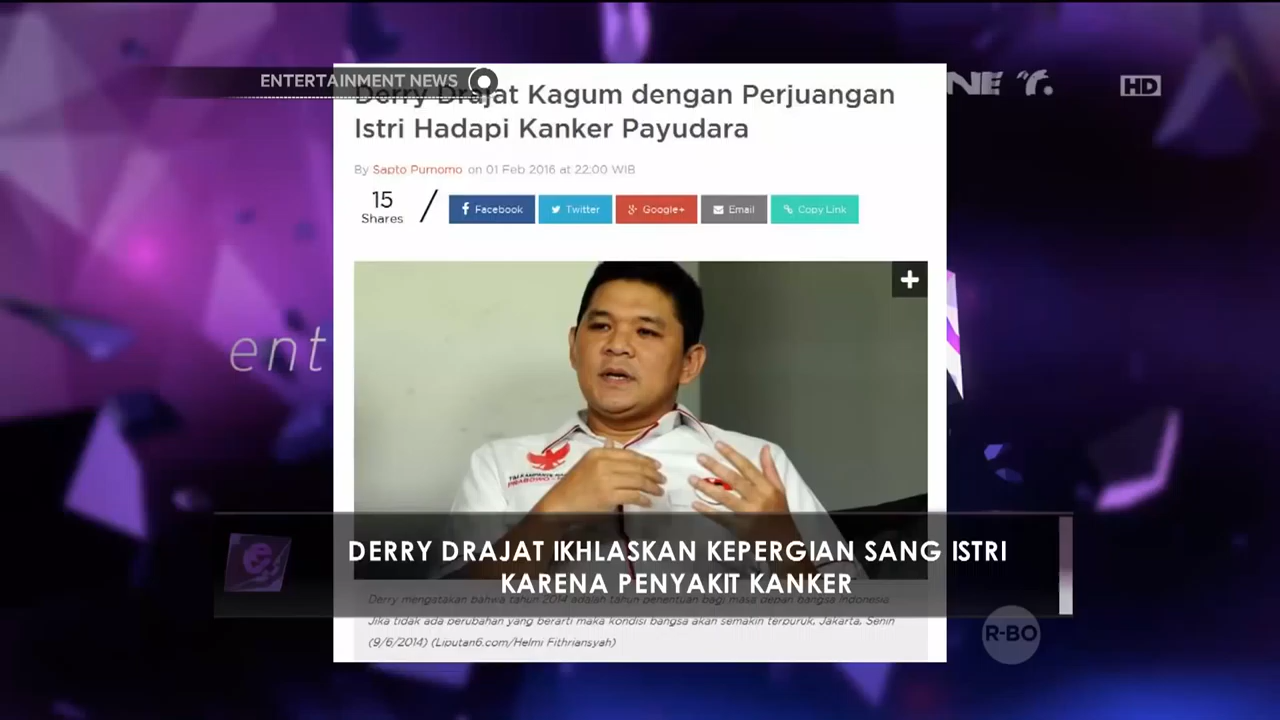 ENTERTAINMENT NEWS
NET.
HD
Derry Drajat Kagum dengan Perjuangan
Istri Hadapi Kanker Payudara
By Sapto Purnomo on 01 Feb 2016 at 22:00 WIB
15
Shares
Facebook
Twitter
Google+
Email
Copy Link
ent
PRABOWO
DERRY DRAJAT IKHLASKAN KEPERGIAN SANG ISTRI
KARENA PENYAKIT KANKER
Derry mengatakan bahwa tahun 2014 adalah tahun penentuan bagi masa depan bangsa Indonesia
Jika tidak ada perubahan yang berarti maka kondisi bangsa akan semakin terpuruk, Jakarta, Senin
(9/6/2014) (Liputan6.com/Helmi Fithriansyah)
R-BO